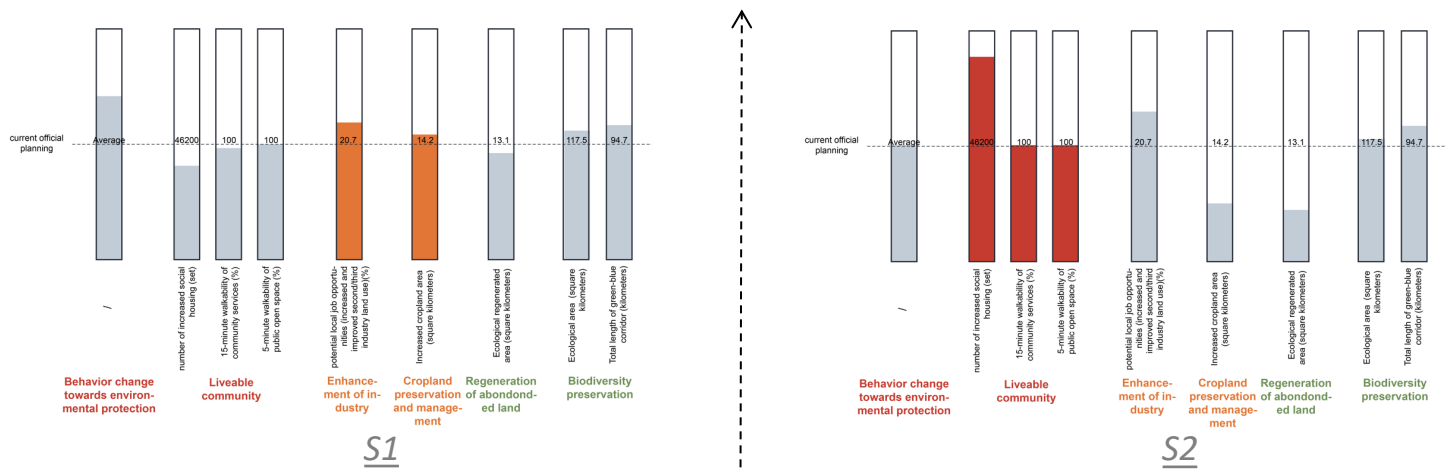 current official
planning
Average
46200
100
100
20.7
14.2
13.1
117.5
94.7
/
number of increased social
housing (set)
15-minute walkability of
community services (%)
5-minute walkability of
public open space (%)
potential local job opportu-
nities (increased and
improved second/third
industry land use)(%)
Increased cropland area
(square kilometers)
Ecological regenerated
area (square kilometers)
Ecological area (square
kilometers)
Total length of green-blue
corridor (kilometers)
Behavior change
towards environ-
mental protection
Liveable
community
Enhance-
ment of in-
dustry
Cropland
preservation
and manage-
ment
Regeneration
of abondond-
ed land
Biodiversity
preservation
S1
current official
planning
Average
46200
100
100
20.7
14.2
13.1
117.5
94.7
/
number of increased social
housing (set)
15-minute walkability of
community services (%)
5-minute walkability of
public open space (%)
potential local job opportu-
nities (increased and
improved second/third
industry land use)(%)
Increased cropland area
(square kilometers)
Ecological regenerated
area (square kilometers)
Ecological area (square
kilometers)
Total length of green-blue
corridor (kilometers)
Behavior change
towards environ-
mental protection
Liveable
community
Enhance-
ment of in-
dustry
Cropland
preservation
and manage-
ment
Regeneration
of abondond-
ed land
Biodiversity
preservation
S2